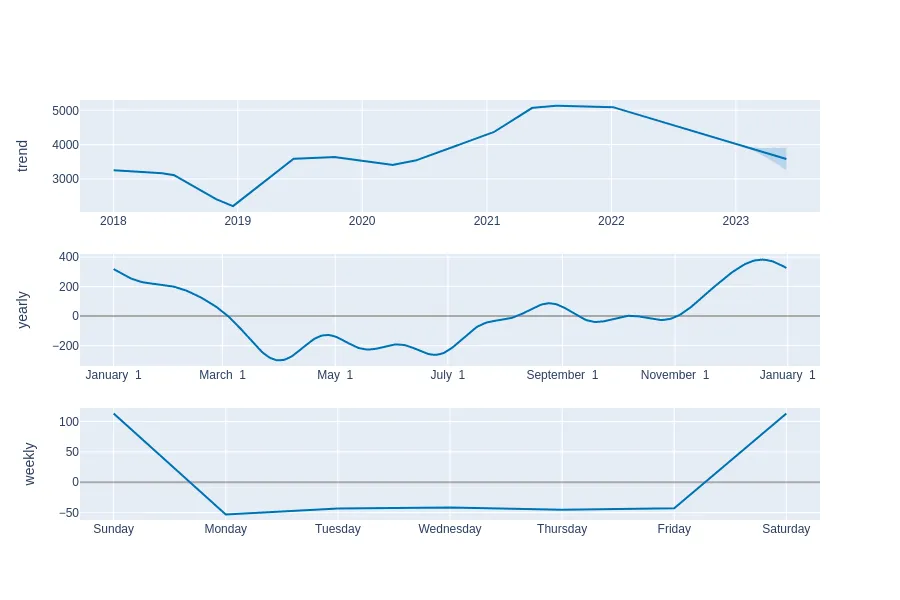 trend
5000
4000
3000
2018 2019 2020 2021 2022 2023
yearly
400
200
0
−200
January 1 March 1 May 1 July 1 September 1 November 1 January 1
weekly
100
50
0
−50
Sunday Monday Tuesday Wednesday Thursday Friday Saturday